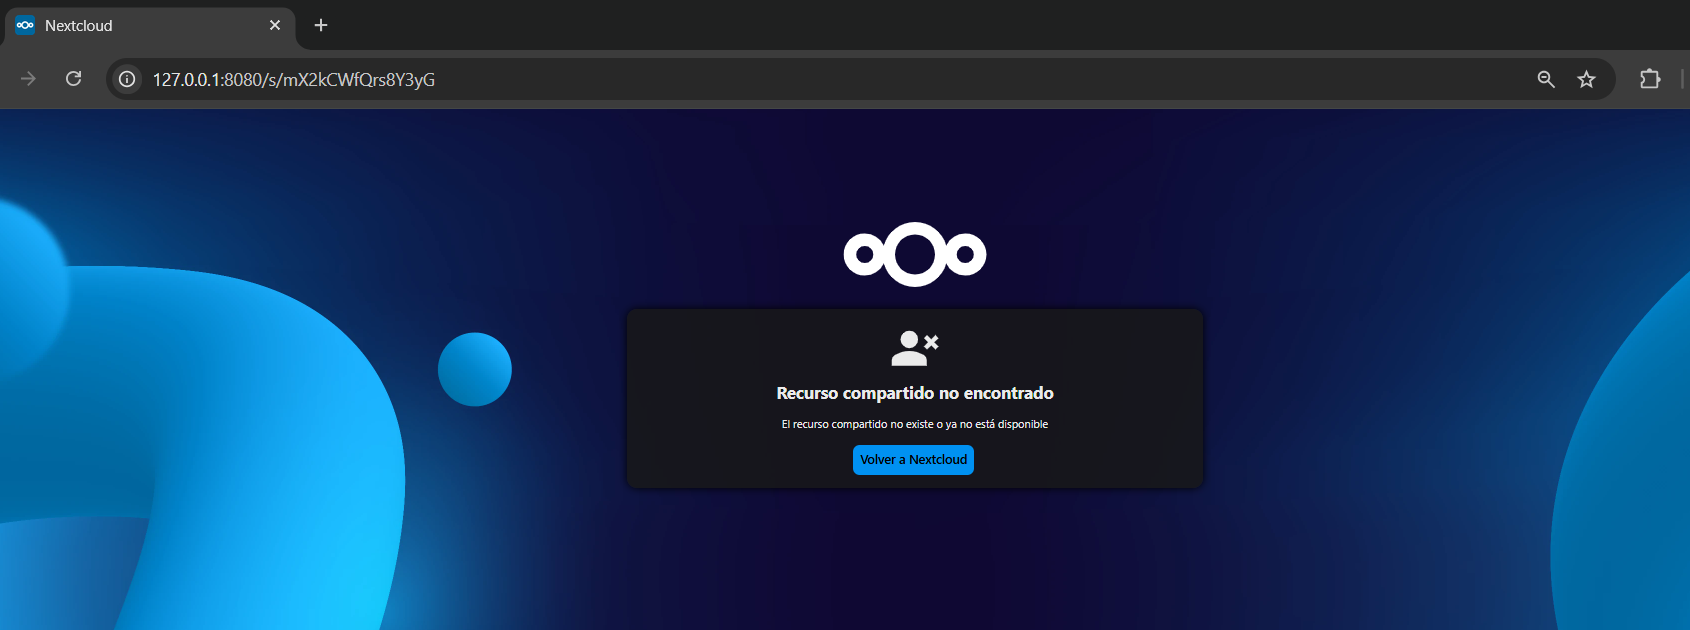 Nextcloud
127.0.0.1:8080/s/mX2kCWfQrs8Y3yG
Recurso compartido no encontrado
El recurso compartido no existe o ya no está disponible
Volver a Nextcloud